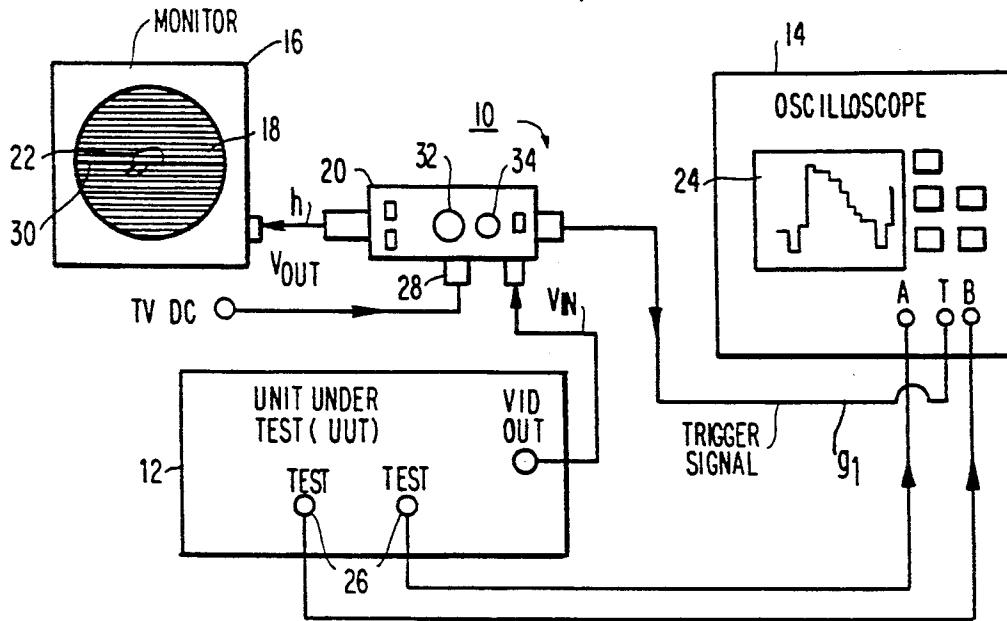 MONITOR
16
14
OSCILLOSCOPE
10
18
22
30
20
32
34
24
h
VOUT
28
VIN
A T B
TV DC
UNIT UNDER
TEST ( UUT)
VID
OUT
12
TEST
TEST
26
TRIGGER
SIGNAL
g1